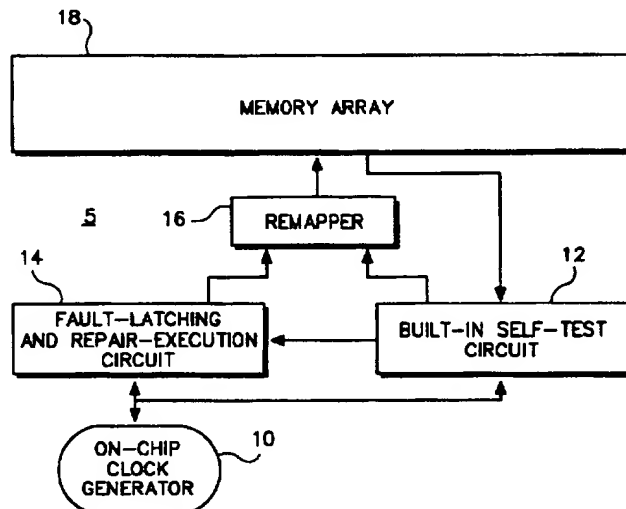 18
MEMORY ARRAY
5
16
REMAPPER
14
12
FAULT-LATCHING
AND REPAIR-EXECUTION
CIRCUIT
BUILT-IN SELF-TEST
CIRCUIT
ON-CHIP
CLOCK
GENERATOR
10